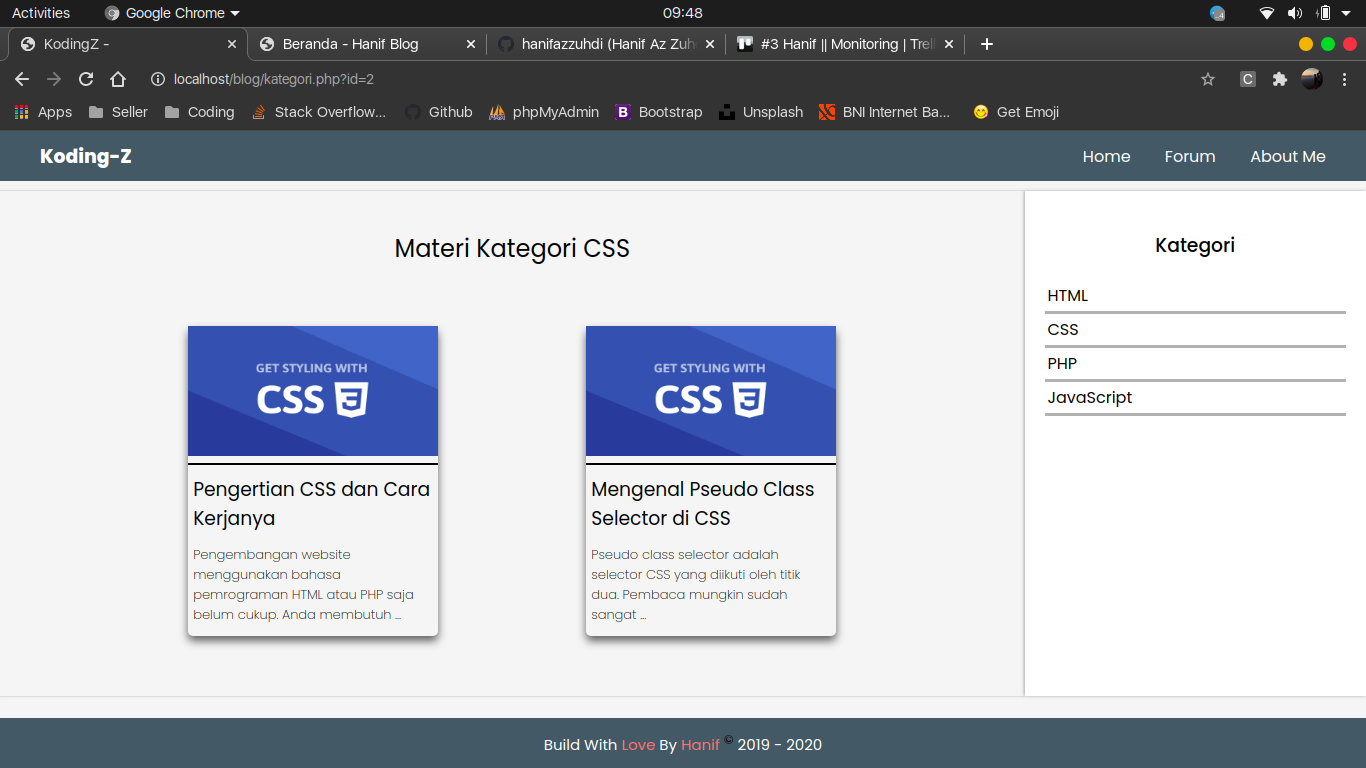 Activities
Google Chrome
09:48
KodingZ -
Beranda - Hanif Blog
hanifazzuhdi (Hanif Az Zuh
#3 Hanif || Monitoring | Trell
localhost/blog/kategori.php?id=2
C
Apps
Seller
Coding
Stack Overflow...
Github
phpMyAdmin
B
Bootstrap
Unsplash
BNI Internet Ba...
Get Emoji
Koding-Z
Home
Forum
About Me
Materi Kategori CSS
GET STYLING WITH
CSS 3
Pengertian CSS dan Cara
Kerjanya
Pengembangan website
menggunakan bahasa
pemrograman HTML atau PHP saja
belum cukup. Anda membutuh ...
GET STYLING WITH
CSS 3
Mengenal Pseudo Class
Selector di CSS
Pseudo class selector adalah
selector CSS yang diikuti oleh titik
dua. Pembaca mungkin sudah
sangat ...
Kategori
HTML
CSS
PHP
JavaScript
Build With Love By Hanif © 2019 - 2020